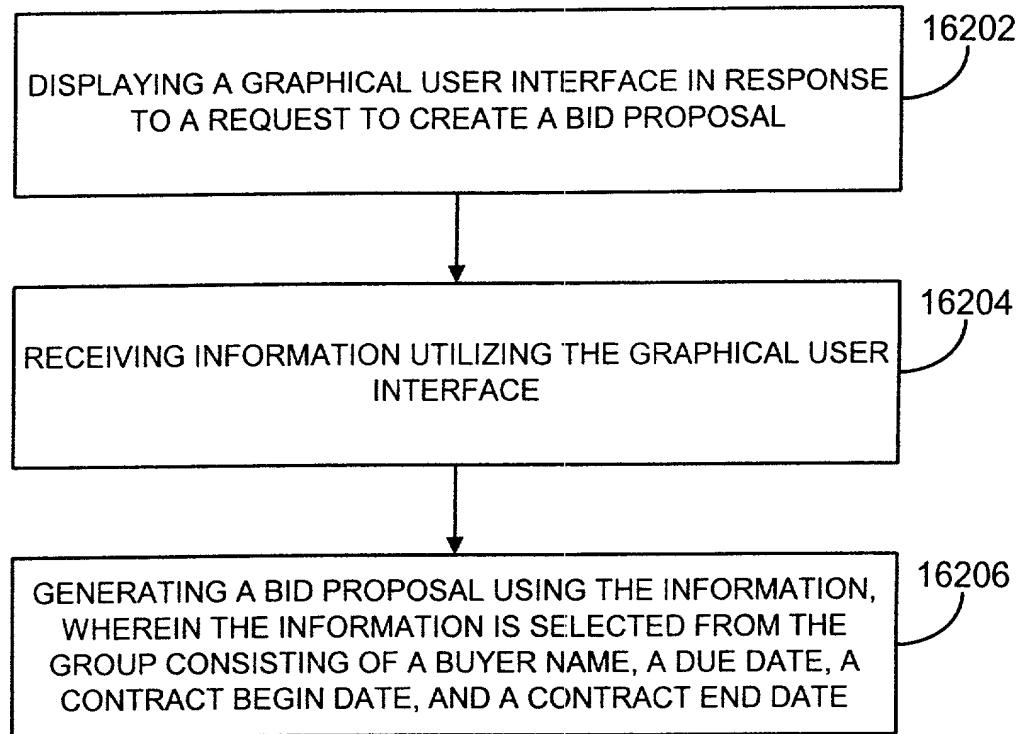 16202
DISPLAYING A GRAPHICAL USER INTERFACE IN RESPONSE
TO A REQUEST TO CREATE A BID PROPOSAL
16204
RECEIVING INFORMATION UTILIZING THE GRAPHICAL USER
INTERFACE
16206
GENERATING A BID PROPOSAL USING THE INFORMATION,
WHEREIN THE INFORMATION IS SELECTED FROM THE
GROUP CONSISTING OF A BUYER NAME, A DUE DATE, A
CONTRACT BEGIN DATE, AND A CONTRACT END DATE